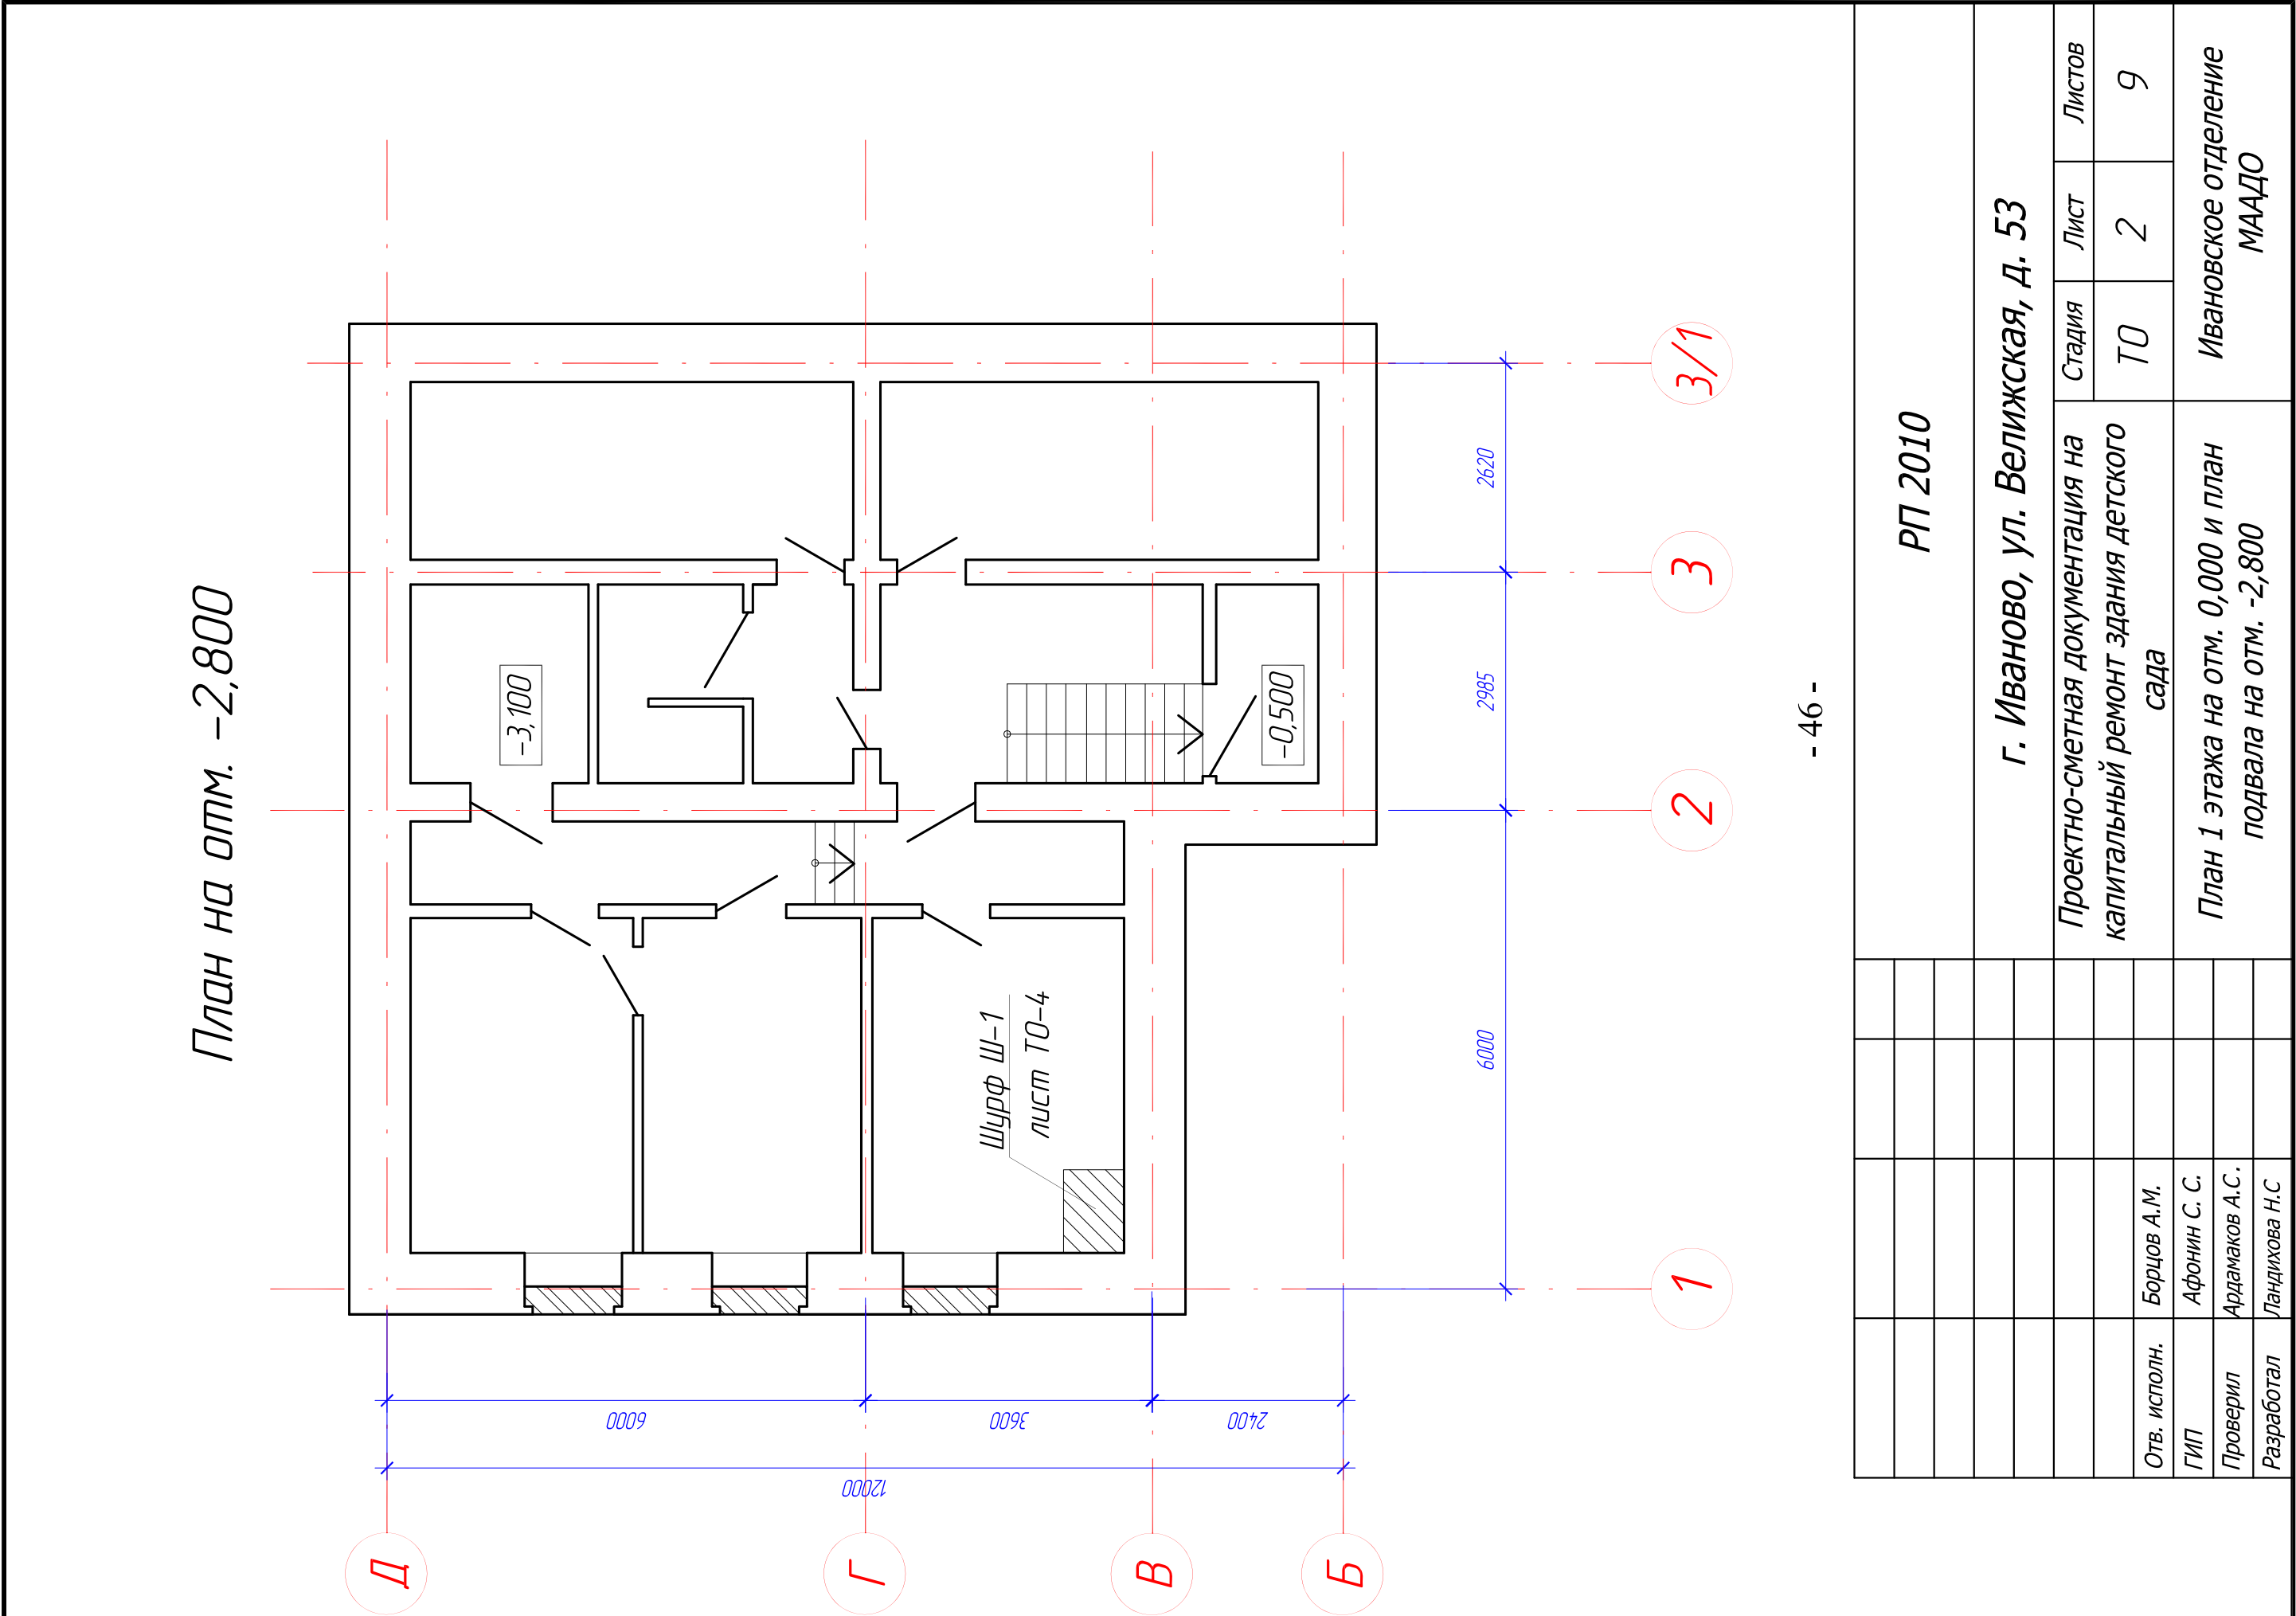 План на отм. -2,800
-3,100
-0,500
Шурф Ш-1
лист ТО-4
6000
3600
2400
12000
6000
2985
2620
Д
Г
В
Б
1
2
3
3/1
- 46 -
РП 2010
г. Иваново, ул. Велижская, д. 53
Проектно-сметная документация на
капитальный ремонт здания детского
сада
Стадия
Лист
Листов
ТО
2
9
План 1 этажа на отм. 0,000 и план
подвала на отм. -2,800
Ивановское отделение
МААДО
Отв. исполн.
Борцов А.М.
ГИП
Афонин С. С.
Проверил
Ардамаков А.С.
Разработал
Ландихова Н.С